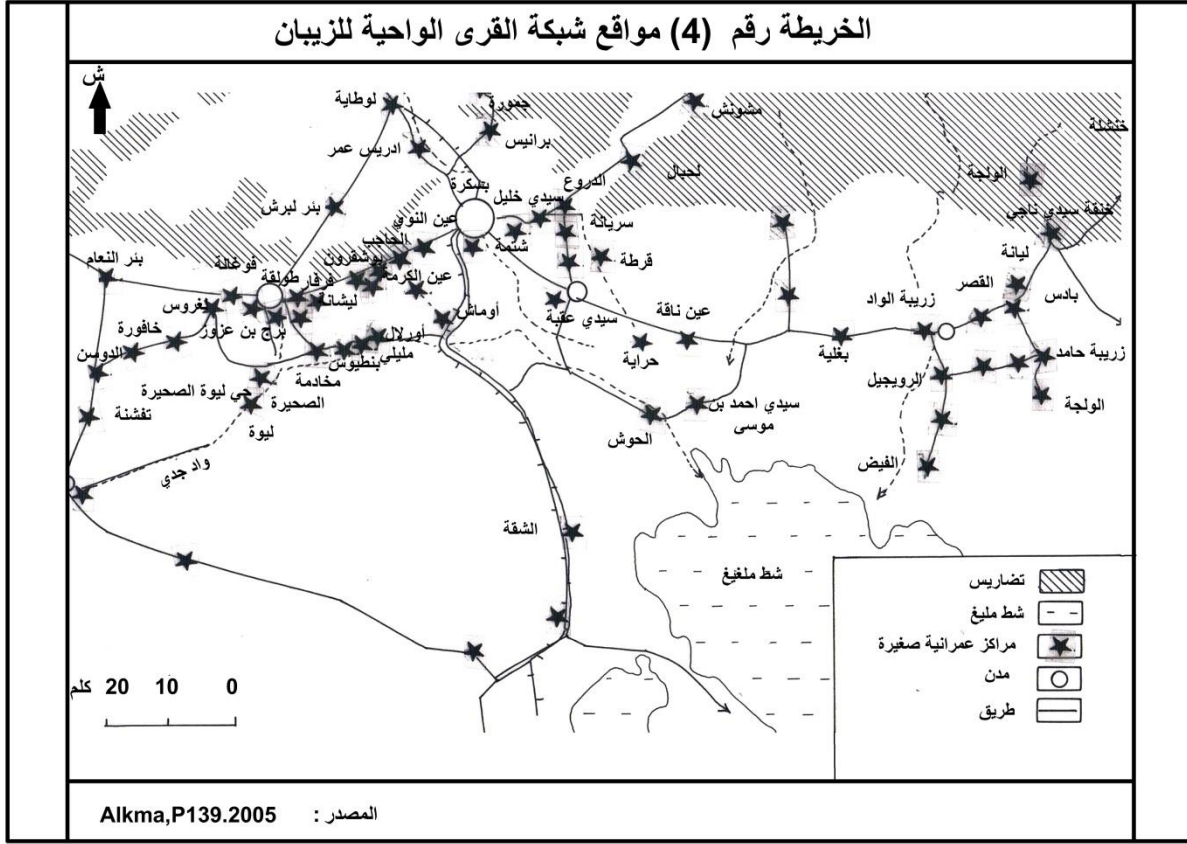 الخريطة رقم (4) مواقع شبكة القرى الواحية للزيبان
ش
لوطاية
جمورة
مشونش
برانيس
خنشلة
ادريس عمر
لحبال
الولجة
بسكرة
الدروع
سيدي خليل
بئر لبرش
خنقة سيدي ناجي
عين النوي
سريانة
الحاجب
شتمة
ليانة
بوشقرون
قرطة
بئر النعام
فوغالة
عين الكرمة
القصر
بادس
طولقة
فرفار
ليشانة
لغروس
أوماش
سيدي عقبة
عين ناقة
زريبة الواد
خافورة
برج بن عزوز
أورلال
حراية
بغلية
زريبة حامد
الدوسن
مليلي
بنطيوس
مخادمة
الرويجيل
حي ليوة الصحيرة
الصحيرة
سيدي احمد بن
موسى
الولجة
تفشنة
ليوة
الحوش
الفيض
واد جدي
الشقة
شط ملغيغ
تضاريس
شط مليغ
مراكز عمرانية صغيرة
مدن
طريق
كلم 20 10 0
المصدر : Alkma,P139.2005